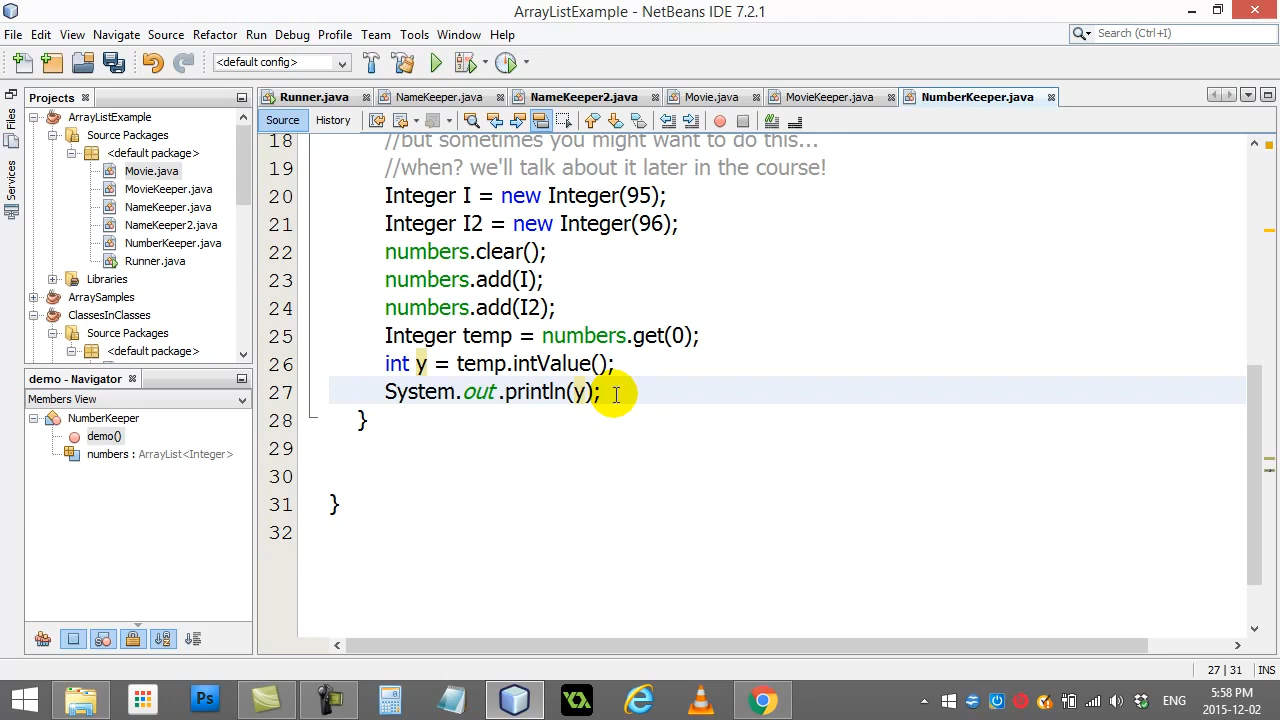 ArrayListExample - NetBeans IDE 7.2.1
File Edit View Navigate Source Refactor Run Debug Profile Team Tools Window Help
Search (Ctrl+I)
<default config>
Projects
Runner.java NameKeeper.java NameKeeper2.java Movie.java MovieKeeper.java NumberKeeper.java
Source History
Files
Services
ArrayListExample
Source Packages
<default package>
Movie.java
MovieKeeper.java
NameKeeper.java
NameKeeper2.java
NumberKeeper.java
Runner.java
Libraries
ArraySamples
ClassesInClasses
Source Packages
<default package>
demo - Navigator
Members View
NumberKeeper
demo()
numbers : ArrayList<Integer>
18 //but sometimes you might want to do this...
19 //when? we'll talk about it later in the course!
20 Integer I = new Integer(95);
21 Integer I2 = new Integer(96);
22 numbers.clear();
23 numbers.add(I);
24 numbers.add(I2);
25 Integer temp = numbers.get(0);
26 int y = temp.intValue();
27 System.out.println(y);
28 }
29
30
31 }
32
27 | 31 INS
Ps
ENG
5:58 PM
2015-12-02